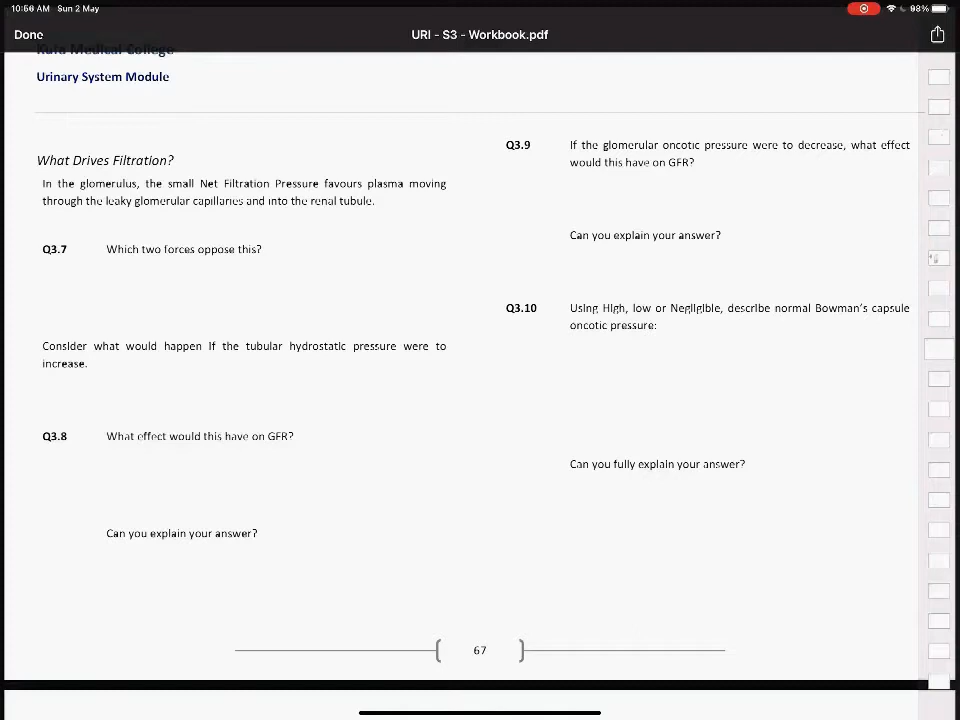 10:56 AM Sun 2 May
98%
Done
URI - S3 - Workbook.pdf
Kufa Medical College
Urinary System Module
What Drives Filtration?
In the glomerulus, the small Net Filtration Pressure favours plasma moving
through the leaky glomerular capillaries and into the renal tubule.
Q3.7 Which two forces oppose this?
Consider what would happen if the tubular hydrostatic pressure were to
increase.
Q3.8 What effect would this have on GFR?
Can you explain your answer?
Q3.9 If the glomerular oncotic pressure were to decrease, what effect
would this have on GFR?
Can you explain your answer?
Q3.10 Using High, low or Negligible, describe normal Bowman's capsule
oncotic pressure:
Can you fully explain your answer?
67